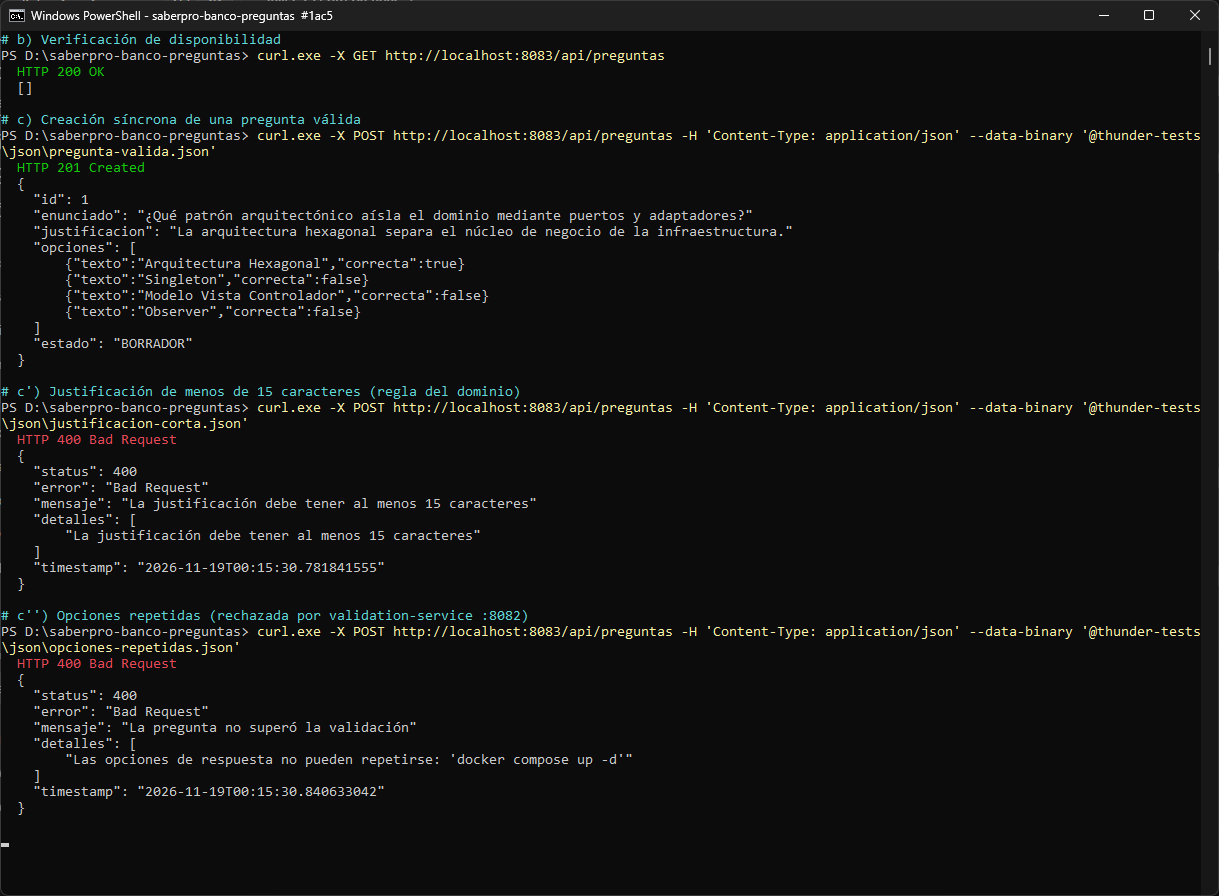 Windows PowerShell - saberpro-banco-preguntas #1ac5
# b) Verificación de disponibilidad
PS D:\saberpro-banco-preguntas> curl.exe -X GET http://localhost:8083/api/preguntas
HTTP 200 OK
[]
# c) Creación síncrona de una pregunta válida
PS D:\saberpro-banco-preguntas> curl.exe -X POST http://localhost:8083/api/preguntas -H 'Content-Type: application/json' --data-binary '@thunder-tests
\json\pregunta-valida.json'
HTTP 201 Created
{
"id": 1
"enunciado": "¿Qué patrón arquitectónico aísla el dominio mediante puertos y adaptadores?"
"justificacion": "La arquitectura hexagonal separa el núcleo de negocio de la infraestructura."
"opciones": [
{"texto":"Arquitectura Hexagonal","correcta":true}
{"texto":"Singleton","correcta":false}
{"texto":"Modelo Vista Controlador","correcta":false}
{"texto":"Observer","correcta":false}
]
"estado": "BORRADOR"
}
# c') Justificación de menos de 15 caracteres (regla del dominio)
PS D:\saberpro-banco-preguntas> curl.exe -X POST http://localhost:8083/api/preguntas -H 'Content-Type: application/json' --data-binary '@thunder-tests
\json\justificacion-corta.json'
HTTP 400 Bad Request
{
"status": 400
"error": "Bad Request"
"mensaje": "La justificación debe tener al menos 15 caracteres"
"detalles": [
"La justificación debe tener al menos 15 caracteres"
]
"timestamp": "2026-11-19T00:15:30.781841555"
}
# c'') Opciones repetidas (rechazada por validation-service :8082)
PS D:\saberpro-banco-preguntas> curl.exe -X POST http://localhost:8083/api/preguntas -H 'Content-Type: application/json' --data-binary '@thunder-tests
\json\opciones-repetidas.json'
HTTP 400 Bad Request
{
"status": 400
"error": "Bad Request"
"mensaje": "La pregunta no superó la validación"
"detalles": [
"Las opciones de respuesta no pueden repetirse: 'docker compose up -d'"
]
"timestamp": "2026-11-19T00:15:30.840633042"
}